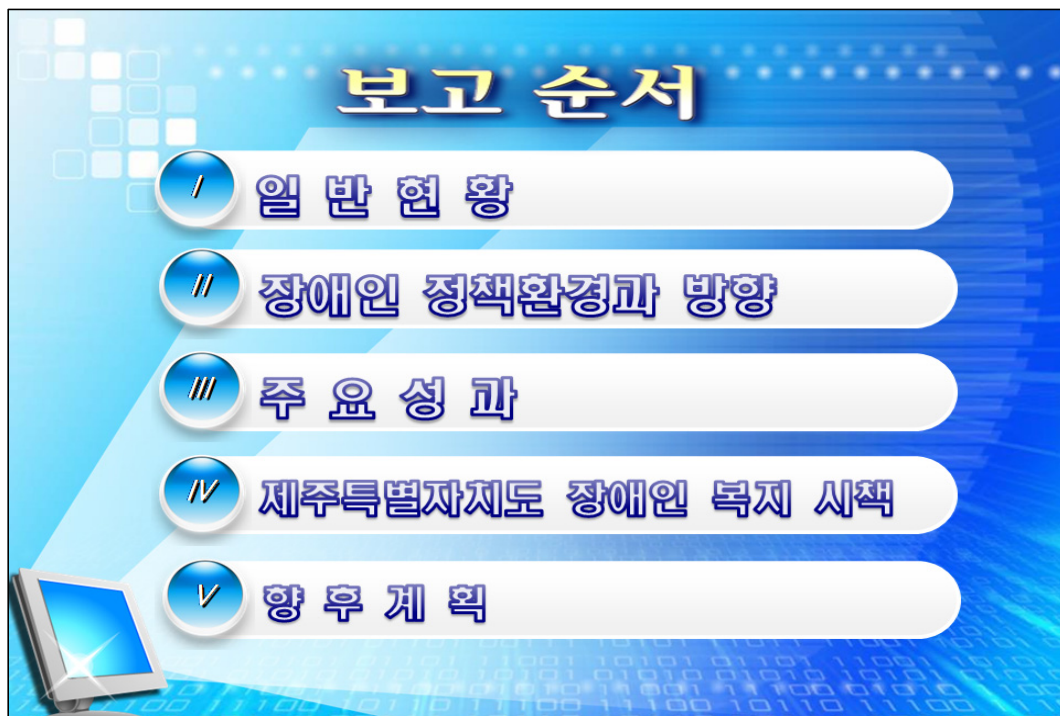 보고 순서
I 일 반 현 황
II 장애인 정책환경과 방향
III 주 요 성 과
IV 제주특별자치도 장애인 복지 시책
V 향 후 계 획